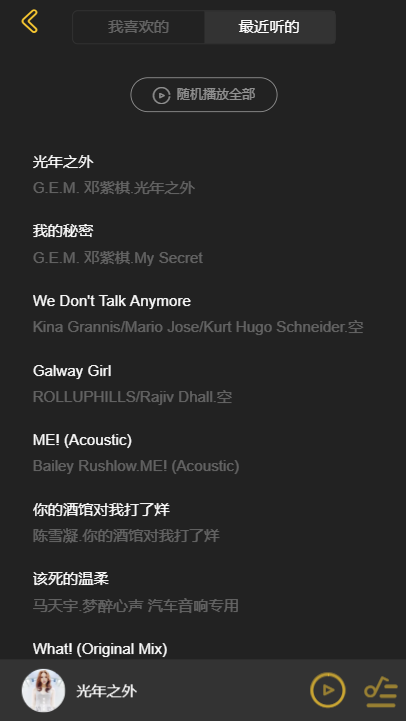 我喜欢的 最近听的
随机播放全部
光年之外
G.E.M. 邓紫棋.光年之外
我的秘密
G.E.M. 邓紫棋.My Secret
We Don't Talk Anymore
Kina Grannis/Mario Jose/Kurt Hugo Schneider.空
Galway Girl
ROLLUPHILLS/Rajiv Dhall.空
ME! (Acoustic)
Bailey Rushlow.ME! (Acoustic)
你的酒馆对我打了烊
陈雪凝.你的酒馆对我打了烊
该死的温柔
马天宇.梦醉心声 汽车音响专用
What! (Original Mix)
光年之外